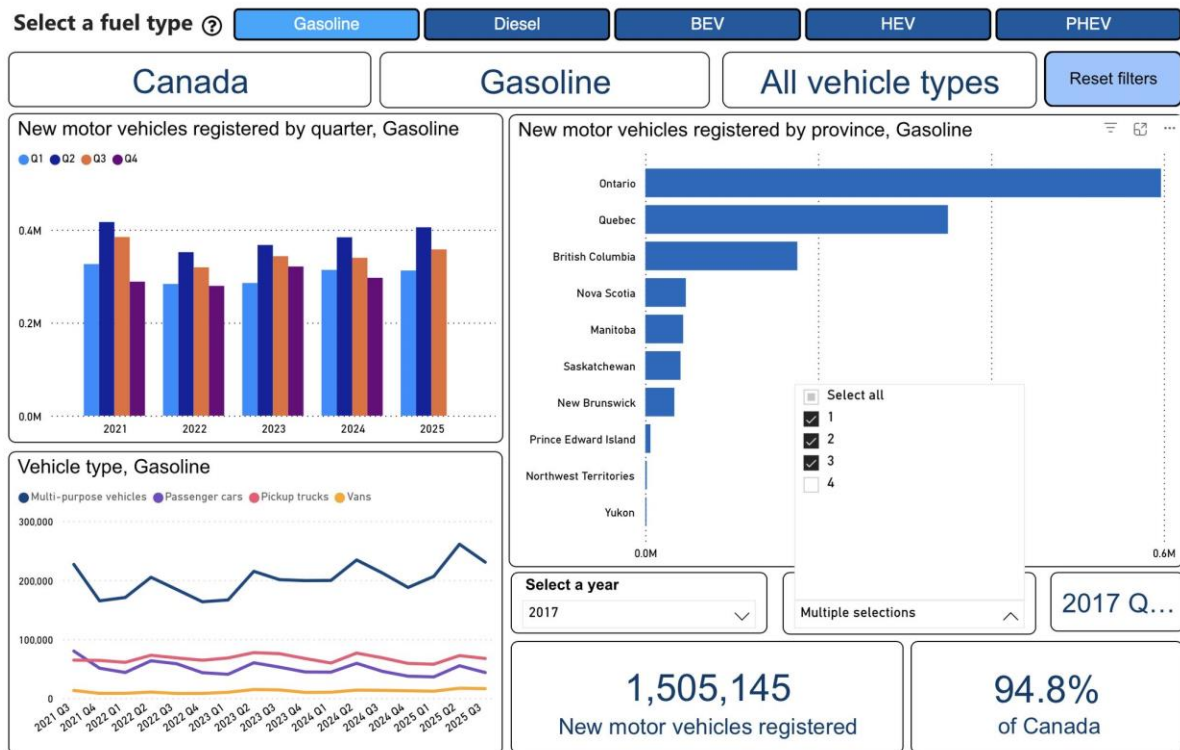 Select a fuel type ?
Gasoline
Diesel
BEV
HEV
PHEV
Canada
Gasoline
All vehicle types
Reset filters
New motor vehicles registered by quarter, Gasoline
Q1 Q2 Q3 Q4
0.4M
0.2M
0.0M
2021 2022 2023 2024 2025
New motor vehicles registered by province, Gasoline
Ontario
Quebec
British Columbia
Nova Scotia
Manitoba
Saskatchewan
New Brunswick
Prince Edward Island
Northwest Territories
Yukon
0.0M 0.6M
Select all
1
2
3
4
Vehicle type, Gasoline
Multi-purpose vehicles Passenger cars Pickup trucks Vans
300,000
200,000
100,000
0
2021 Q3 2021 Q4 2022 Q1 2022 Q2 2022 Q3 2022 Q4 2023 Q1 2023 Q2 2023 Q3 2023 Q4 2024 Q1 2024 Q2 2024 Q3 2024 Q4 2025 Q1 2025 Q2 2025 Q3
Select a year
2017
Multiple selections
2017 Q...
1,505,145
New motor vehicles registered
94.8%
of Canada